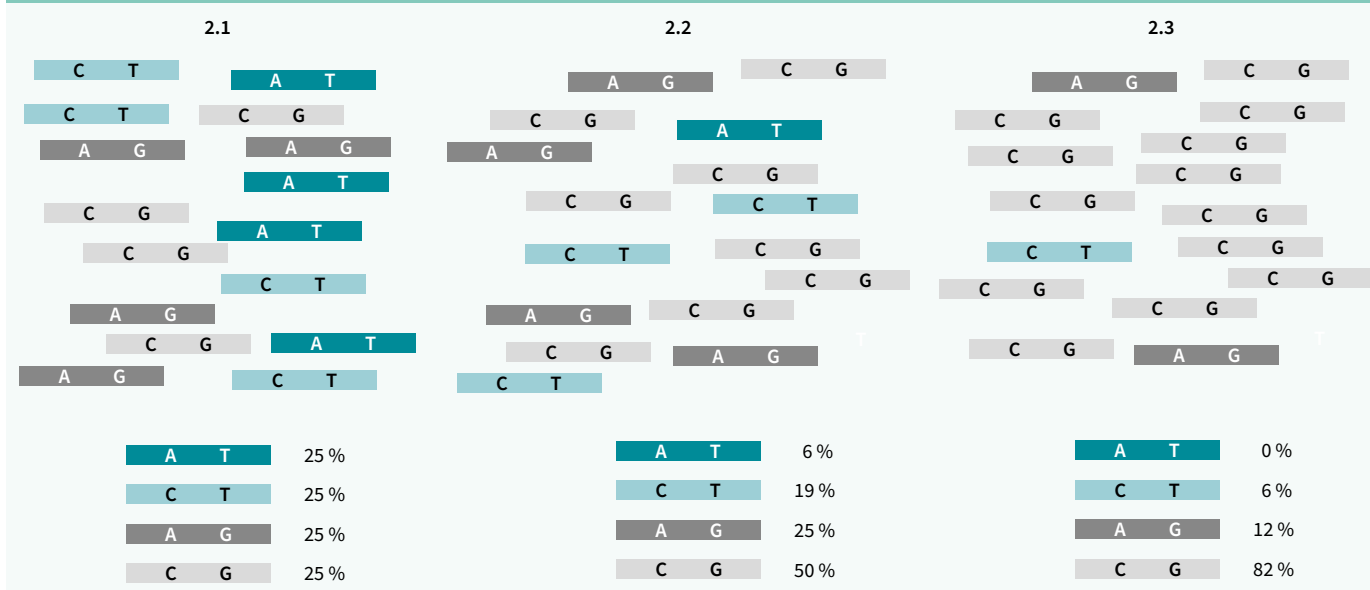 2.1
C T
A T
C T
C G
A G
A G
A T
C G
A T
C G
C T
A G
C G
A T
A G
C T
A T 25 %
C T 25 %
A G 25 %
C G 25 %
2.2
C G
A G
C G
A T
A G
C G
C G
C T
C T
C G
C G
A G
C G
T
C G
A G
C T
A T 6 %
C T 19 %
A G 25 %
C G 50 %
2.3
A G
C G
C G
C G
C G
C G
C G
C G
C G
C T
C G
C G
C G
C G
T
C G
A G
A T 0 %
C T 6 %
A G 12 %
C G 82 %